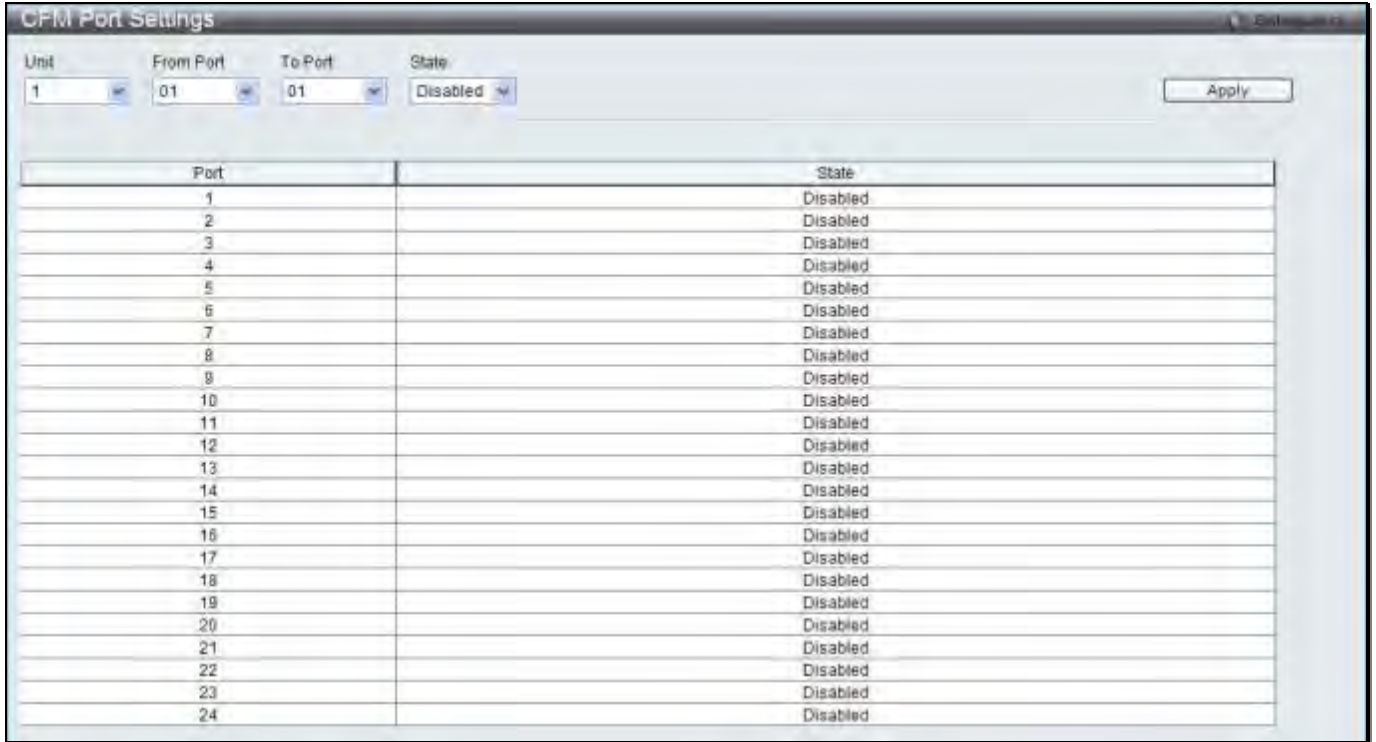 CFM Port Settings
Unit From Port To Port State
1 01 01 Disabled Apply
Port State
1 Disabled
2 Disabled
3 Disabled
4 Disabled
5 Disabled
6 Disabled
7 Disabled
8 Disabled
9 Disabled
10 Disabled
11 Disabled
12 Disabled
13 Disabled
14 Disabled
15 Disabled
16 Disabled
17 Disabled
18 Disabled
19 Disabled
20 Disabled
21 Disabled
22 Disabled
23 Disabled
24 Disabled